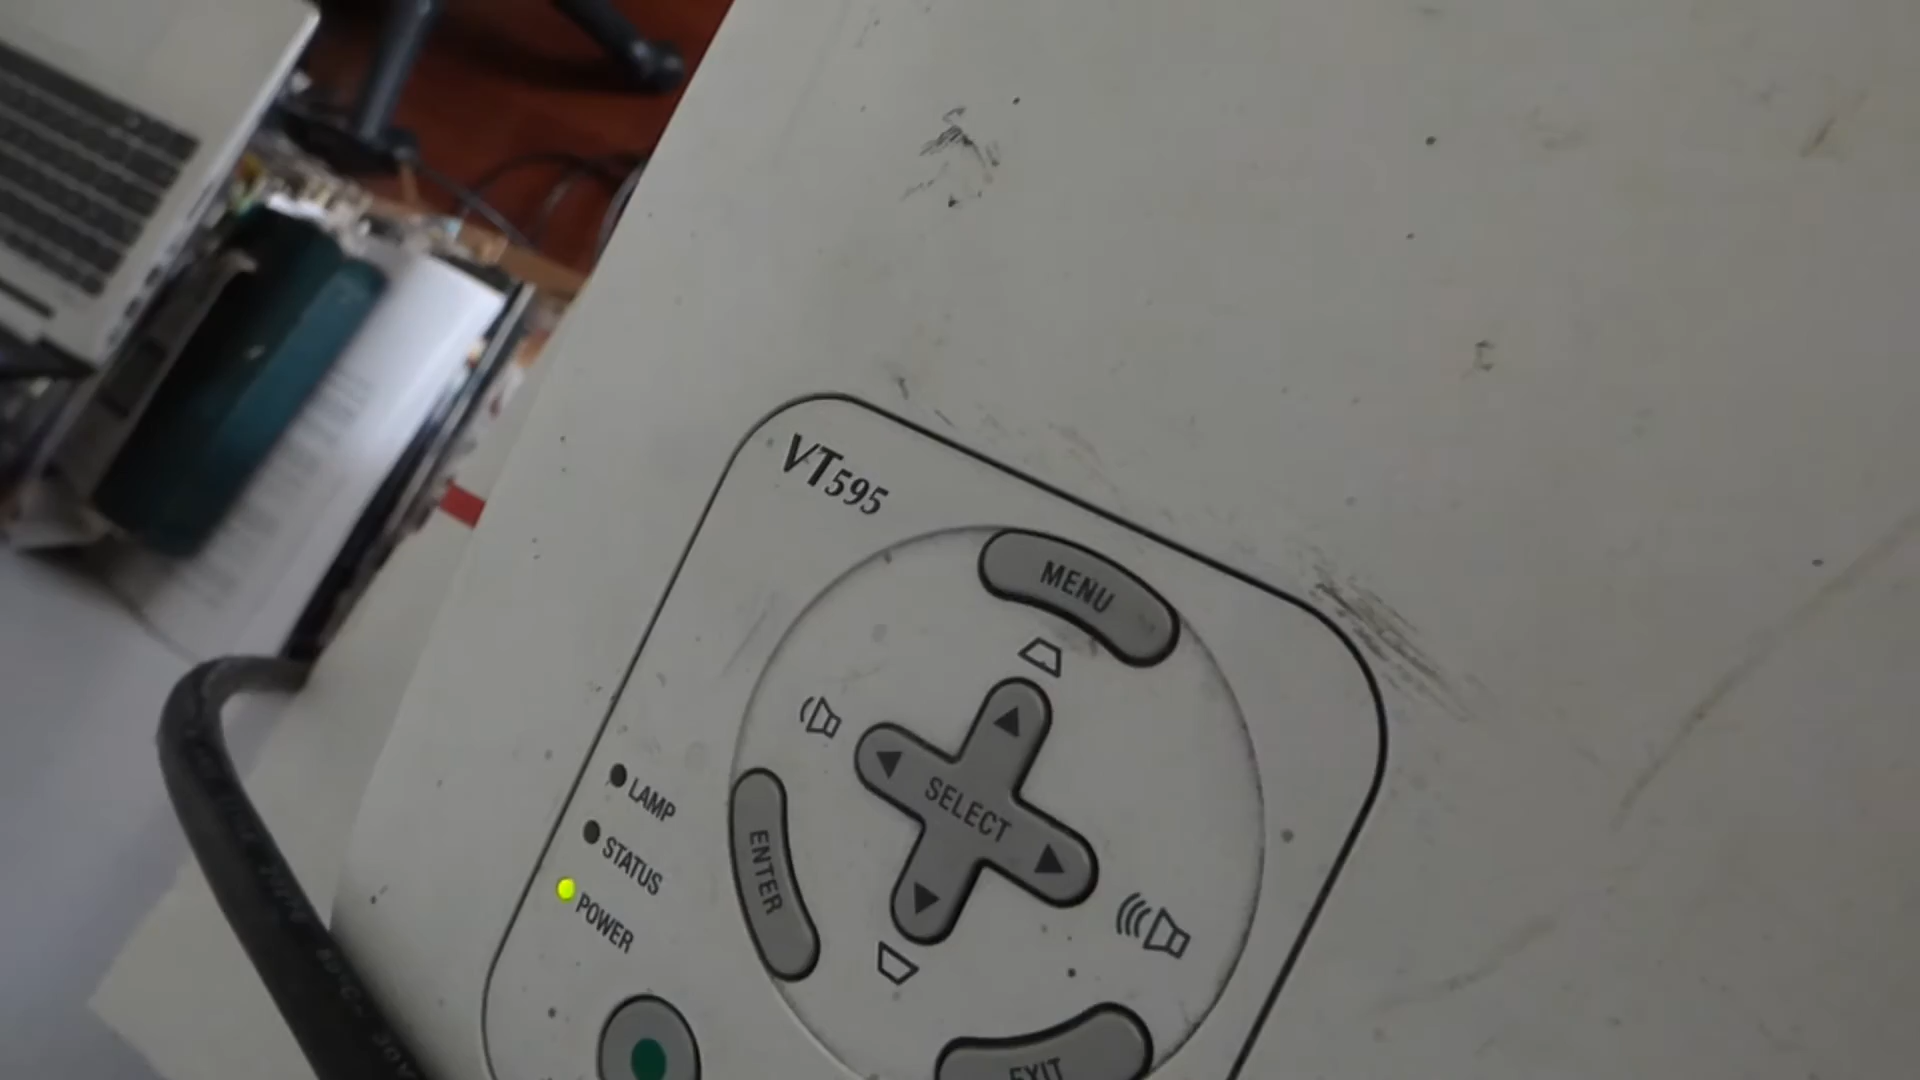 VT595
MENU
SELECT
ENTER
LAMP
STATUS
POWER
EXIT